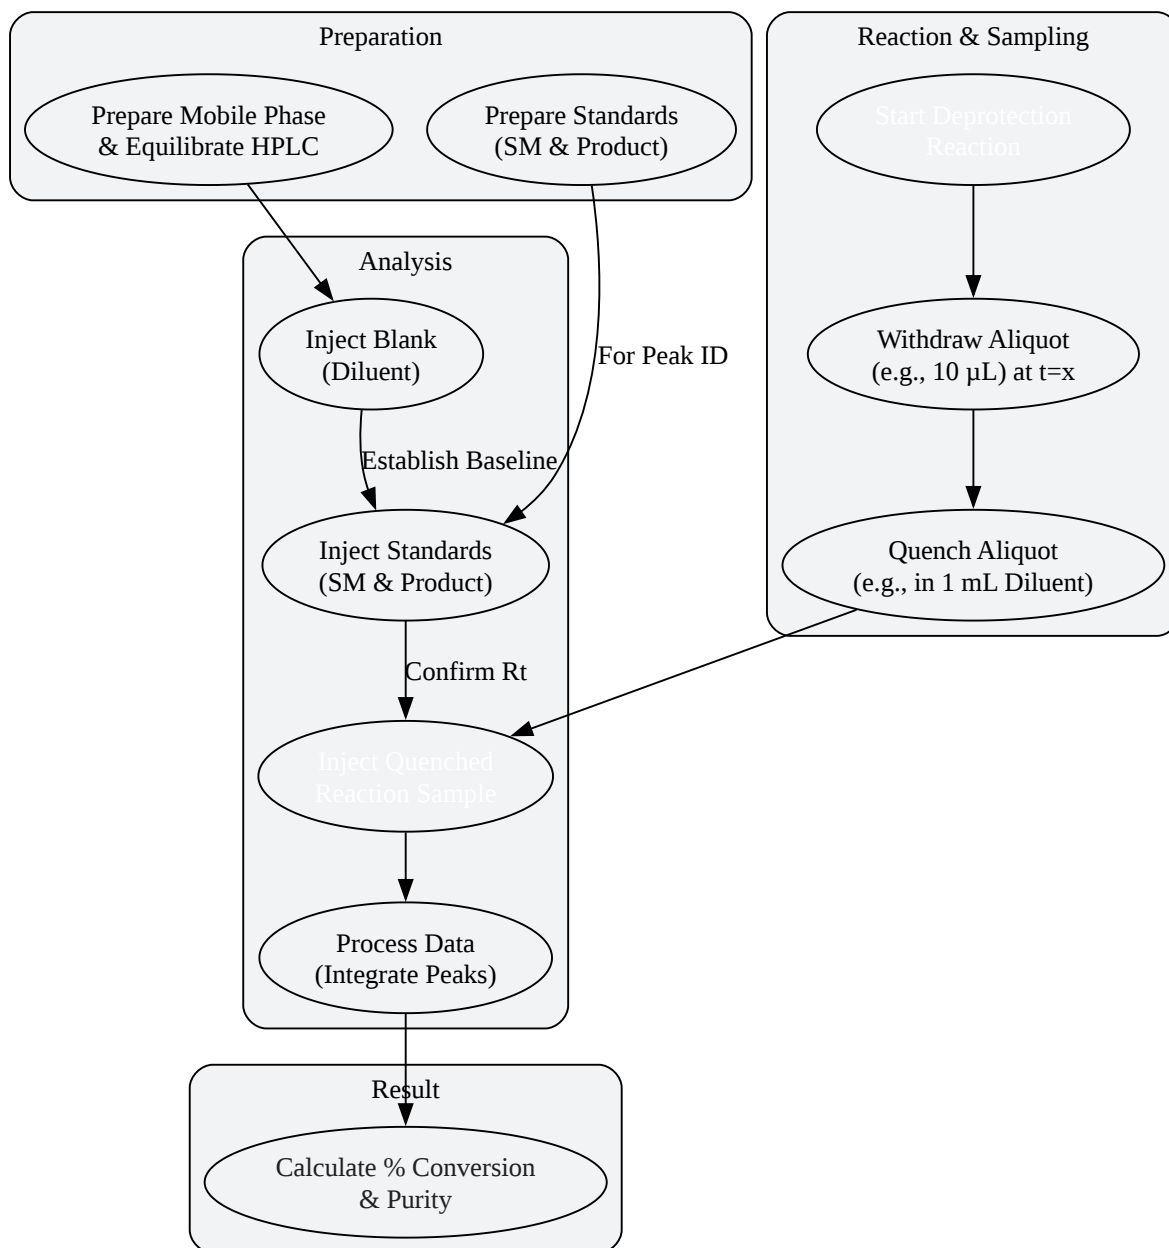 Preparation
Prepare Mobile Phase
& Equilibrate HPLC
Prepare Standards
(SM & Product)
Reaction & Sampling
Start Deprotection
Reaction
Analysis
Inject Blank
(Diluent)
For Peak ID
Withdraw Aliquot
(e.g., 10 µL) at t=x
Establish Baseline
Inject Standards
(SM & Product)
Quench Aliquot
(e.g., in 1 mL Diluent)
Confirm Rt
Inject Quenched
Reaction Sample
Process Data
(Integrate Peaks)
Result
Calculate % Conversion
& Purity